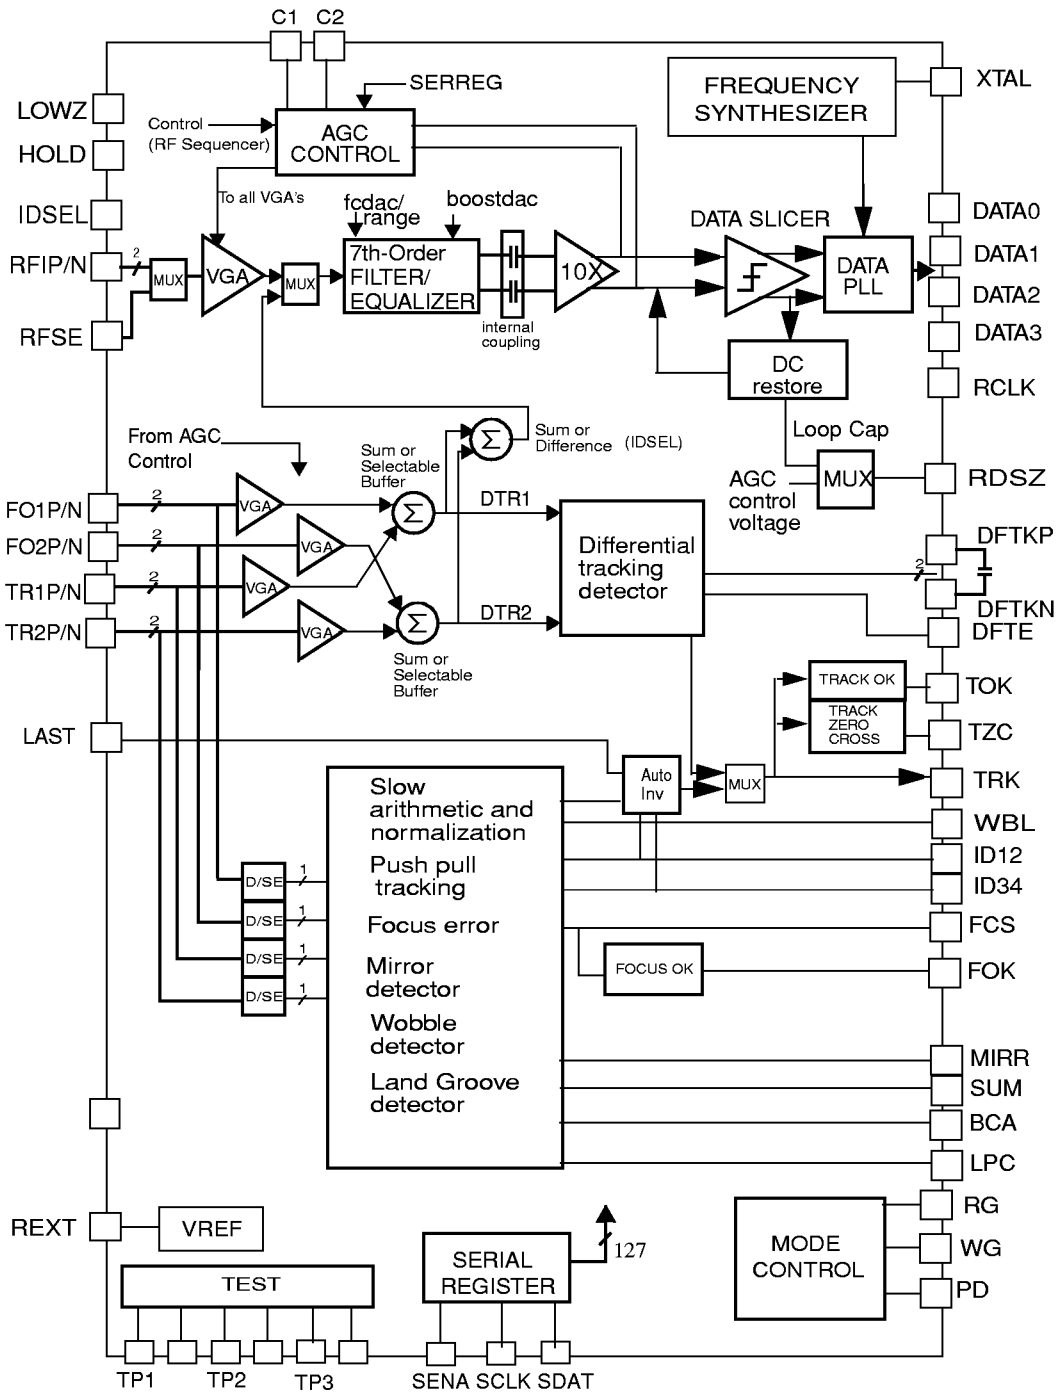 C1 C2
LOWZ
HOLD
IDSEL
RFIP/N
RFSE
SERREG
Control
(RF Sequencer)
AGC
CONTROL
To all VGA's
2
MUX
VGA
MUX
fcdac/
range
boostdac
7th-Order
FILTER/
EQUALIZER
internal
coupling
10X
FREQUENCY
SYNTHESIZER
DATA SLICER
DATA
PLL
DC
restore
Loop Cap
AGC
control
voltage
MUX
XTAL
DATA0
DATA1
DATA2
DATA3
RCLK
RDSZ
From AGC
Control
Sum or
Selectable
Buffer
Σ
Sum or
Difference
(IDSEL)
FO1P/N
2
VGA
Σ
DTR1
FO2P/N
2
VGA
TR1P/N
2
VGA
TR2P/N
2
VGA
Σ
DTR2
Sum or
Selectable
Buffer
Differential
tracking
detector
DFTKP
2
DFTKN
DFTE
LAST
TRACK OK
TRACK
ZERO
CROSS
TOK
TZC
Auto
Inv
MUX
TRK
WBL
ID12
ID34
FCS
FOK
FOCUS OK
Slow
arithmetic and
normalization
Push pull
tracking
Focus error
Mirror
detector
Wobble
detector
Land Groove
detector
D/SE
1
D/SE
1
D/SE
1
D/SE
1
MIRR
SUM
BCA
LPC
REXT
VREF
TEST
TP1 TP2 TP3
SERIAL
REGISTER
127
SENA SCLK SDAT
MODE
CONTROL
RG
WG
PD